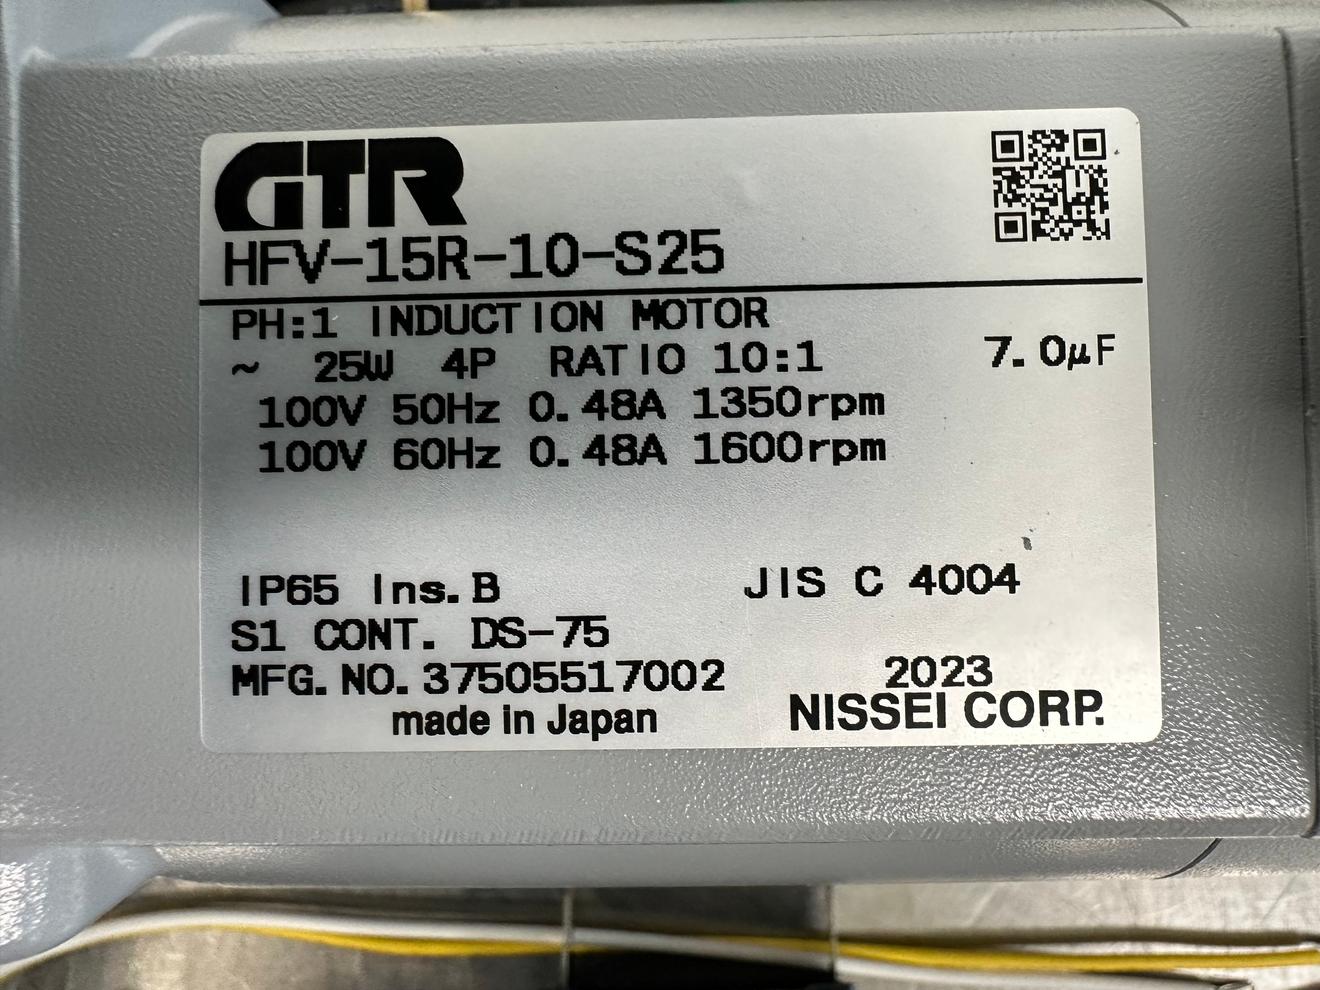 GTR
HFV-15R-10-S25
PH:1 INDUCTION MOTOR
~ 25W 4P RATIO 10:1 7.0μF
100V 50Hz 0.48A 1350rpm
100V 60Hz 0.48A 1600rpm
IP65 Ins.B JIS C 4004
S1 CONT. DS-75
MFG.NO.37505517002 2023
made in Japan NISSEI CORP.